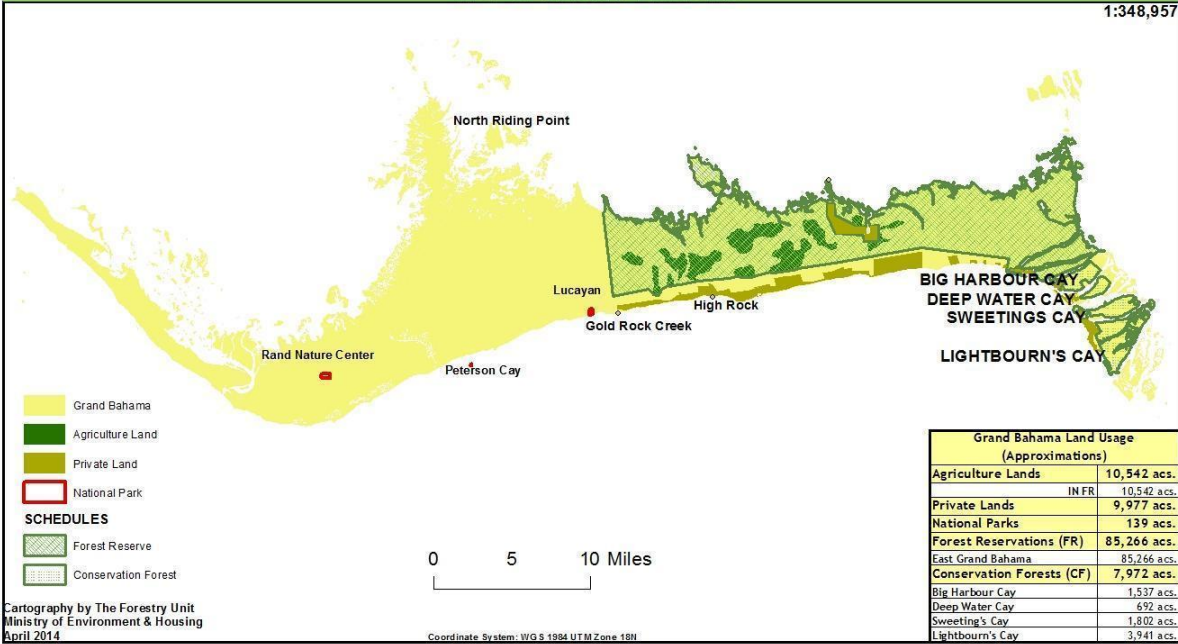 1:348,957
North Riding Point
Lucayan
High Rock
Gold Rock Creek
Rand Nature Center
Peterson Cay
BIG HARBOUR CAY
DEEP WATER CAY
SWEETINGS CAY
LIGHTBOURN'S CAY
Grand Bahama
Agriculture Land
Private Land
National Park
SCHEDULES
Forest Reserve
Conservation Forest
0 5 10 Miles
Cartography by The Forestry Unit
Ministry of Environment & Housing
April 2014
Coordinate System: WGS 1984 UTM Zone 18N
Grand Bahama Land Usage
(Approximations)
Agriculture Lands 10,542 acs.
IN FR 10,542 acs.
Private Lands 9,977 acs.
National Parks 139 acs.
Forest Reservations (FR) 85,266 acs.
East Grand Bahama 85,266 acs.
Conservation Forests (CF) 7,972 acs.
Big Harbour Cay 1,537 acs.
Deep Water Cay 692 acs.
Sweeting's Cay 1,802 acs.
Lightbourn's Cay 3,941 acs.